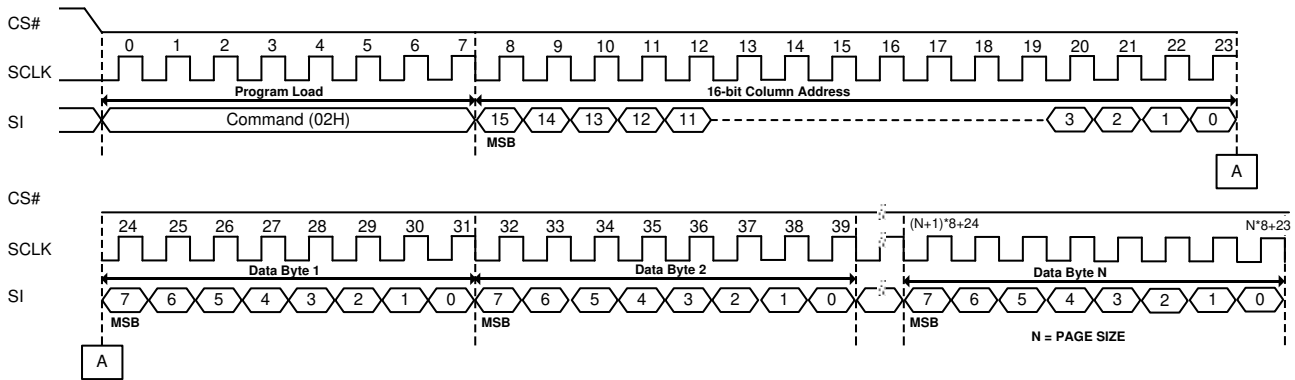 CS#
0 1 2 3 4 5 6 7 8 9 10 11 12 13 14 15 16 17 18 19 20 21 22 23
SCLK
Program Load 16-bit Column Address
SI Command (02H) 15 14 13 12 11 3 2 1 0
MSB
A
CS#
24 25 26 27 28 29 30 31 32 33 34 35 36 37 38 39 (N+1)*8+24 N*8+23
SCLK
Data Byte 1 Data Byte 2 Data Byte N
SI 7 6 5 4 3 2 1 0 7 6 5 4 3 2 1 0 7 6 5 4 3 2 1 0
MSB MSB MSB
N = PAGE SIZE
A